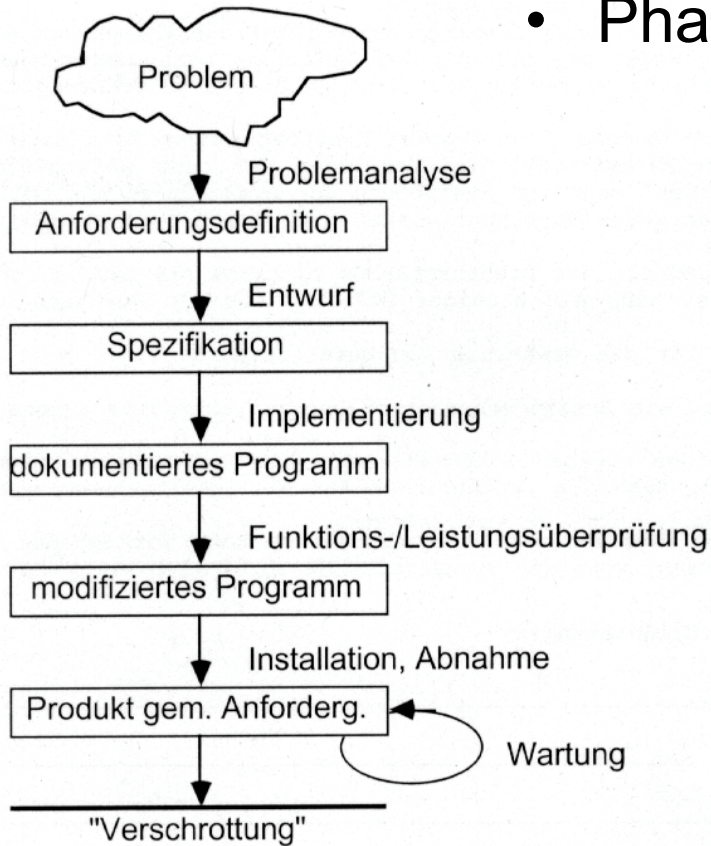 • Pha
Problem
Problemanalyse
Anforderungsdefinition
Entwurf
Spezifikation
Implementierung
dokumentiertes Programm
Funktions-/Leistungsüberprüfung
modifiziertes Programm
Installation, Abnahme
Produkt gem. Anforderg.
Wartung
"Verschrottung"